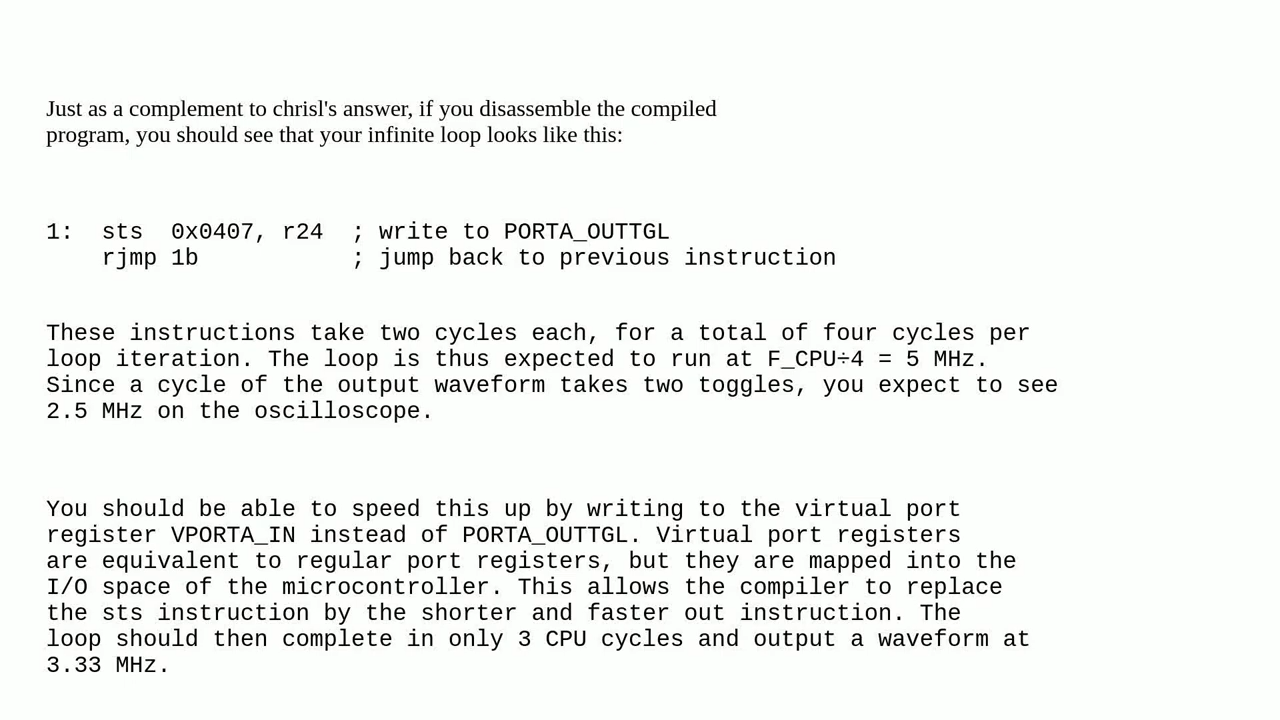 Just as a complement to chrisl's answer, if you disassemble the compiled
program, you should see that your infinite loop looks like this:
1:  sts  0x0407, r24  ; write to PORTA_OUTTGL
    rjmp 1b           ; jump back to previous instruction
These instructions take two cycles each, for a total of four cycles per
loop iteration. The loop is thus expected to run at F_CPU÷4 = 5 MHz.
Since a cycle of the output waveform takes two toggles, you expect to see
2.5 MHz on the oscilloscope.
You should be able to speed this up by writing to the virtual port
register VPORTA_IN instead of PORTA_OUTTGL. Virtual port registers
are equivalent to regular port registers, but they are mapped into the
I/O space of the microcontroller. This allows the compiler to replace
the sts instruction by the shorter and faster out instruction. The
loop should then complete in only 3 CPU cycles and output a waveform at
3.33 MHz.